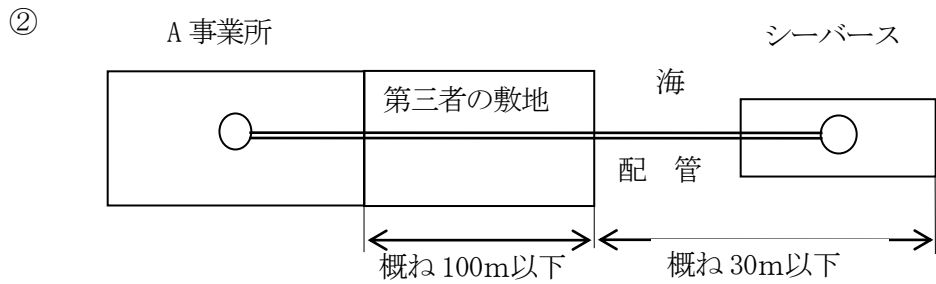 ②
A 事業所
シーバース
第三者の敷地
海
配 管
概ね 100m以下
概ね 30m以下